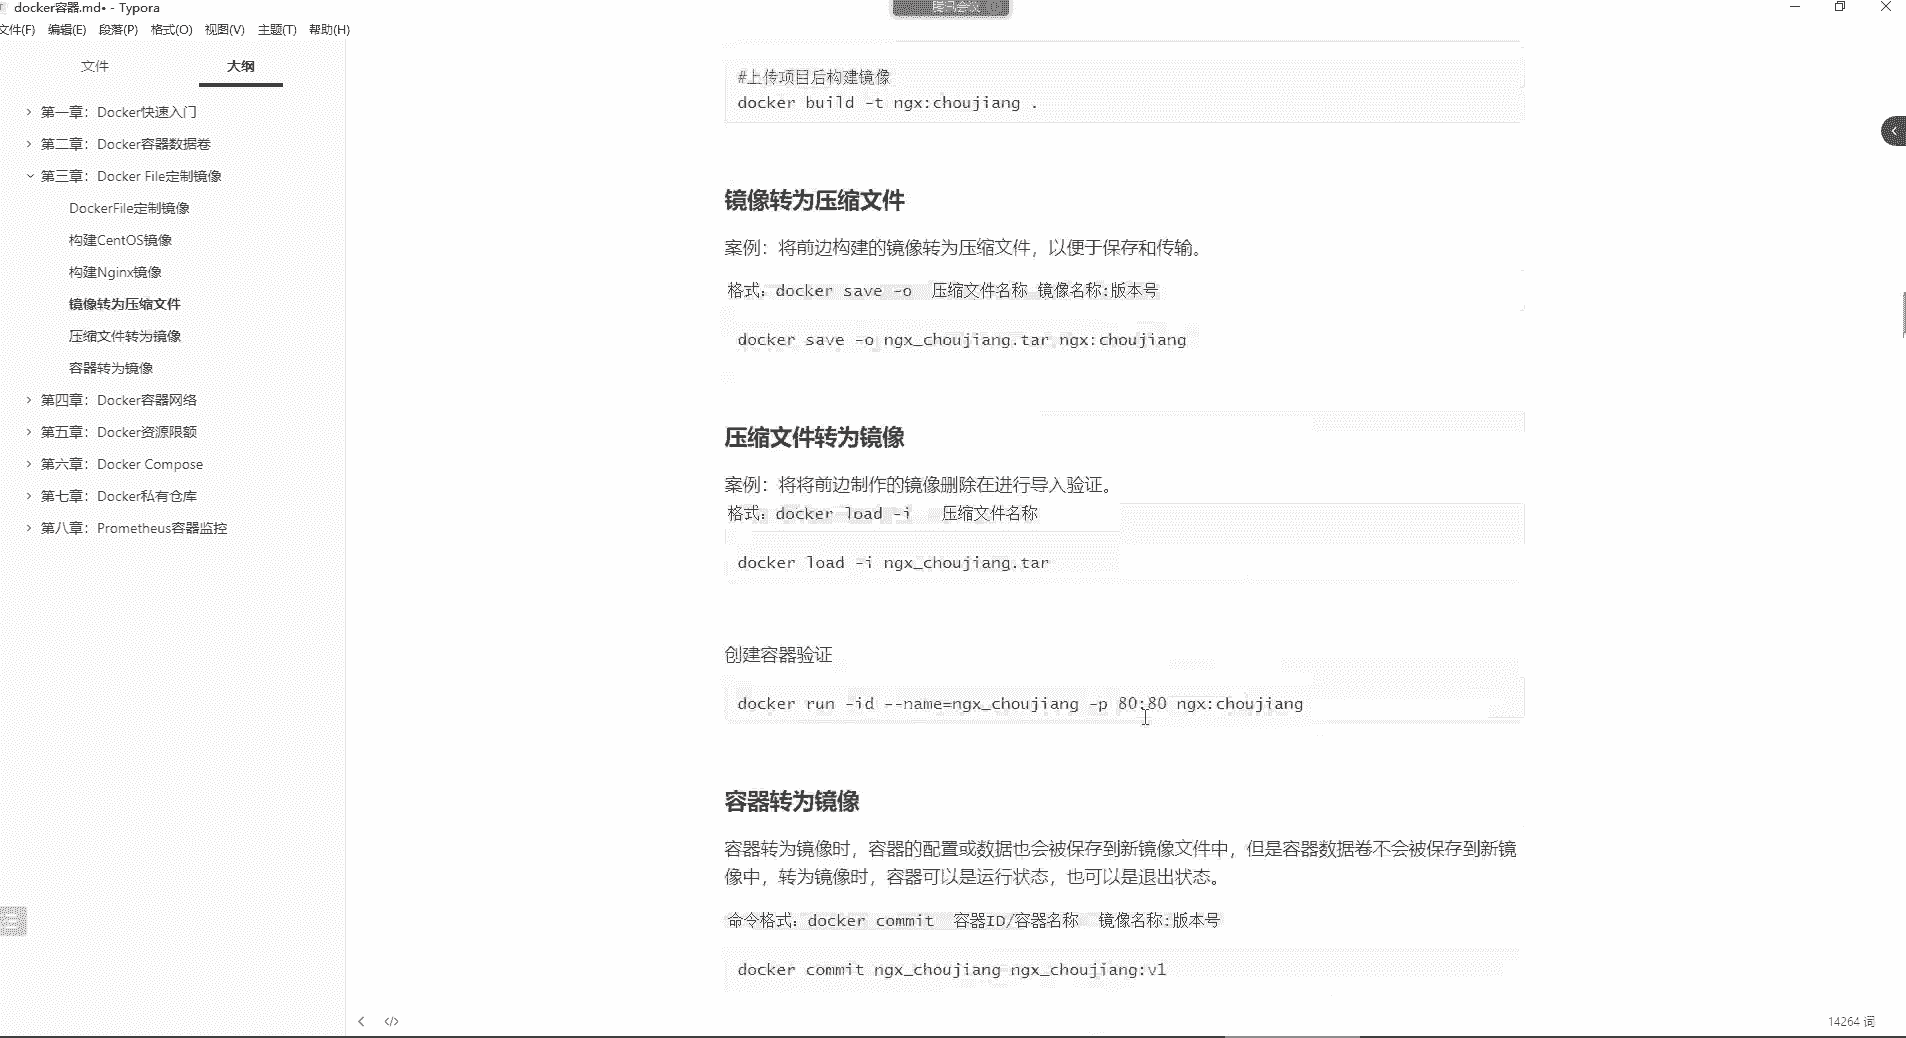 docker容器.md• - Typora
腾讯会议
文件(F) 编辑(E) 段落(P) 格式(O) 视图(V) 主题(T) 帮助(H)
文件 大纲
第一章：Docker快速入门
第二章：Docker容器数据卷
第三章：Docker File定制镜像
DockerFile定制镜像
构建CentOS镜像
构建Nginx镜像
镜像转为压缩文件
压缩文件转为镜像
容器转为镜像
第四章：Docker容器网络
第五章：Docker资源限额
第六章：Docker Compose
第七章：Docker私有仓库
第八章：Prometheus容器监控
#上传项目后构建镜像
docker build -t ngx:choujiang .
镜像转为压缩文件
案例：将前边构建的镜像转为压缩文件，以便于保存和传输。
格式：docker save -o 压缩文件名称 镜像名称:版本号
docker save -o ngx_choujiang.tar ngx:choujiang
压缩文件转为镜像
案例：将将前边制作的镜像删除在进行导入验证。
格式：docker load -i 压缩文件名称
docker load -i ngx_choujiang.tar
创建容器验证
docker run -id --name=ngx_choujiang -p 80:80 ngx:choujiang
容器转为镜像
容器转为镜像时，容器的配置或数据也会被保存到新镜像文件中，但是容器数据卷不会被保存到新镜
像中，转为镜像时，容器可以是运行状态，也可以是退出状态。
命令格式：docker commit 容器ID/容器名称 镜像名称:版本号
docker commit ngx_choujiang ngx_choujiang:v1
14264 词